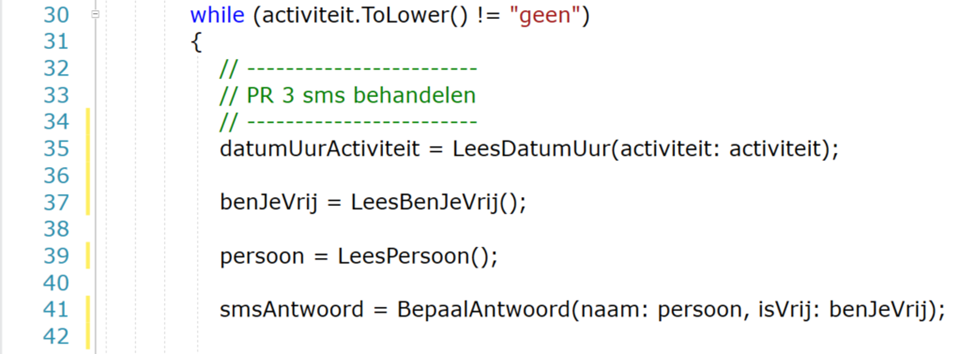 30 while (activiteit.ToLower() != "geen")
31 {
32 // ------------------------
33 // PR 3 sms behandelen
34 // ------------------------
35 datumUurActiviteit = LeesDatumUur(activiteit: activiteit);
36
37 benJeVrij = LeesBenJeVrij();
38
39 persoon = LeesPersoon();
40
41 smsAntwoord = BepaalAntwoord(naam: persoon, isVrij: benJeVrij);
42